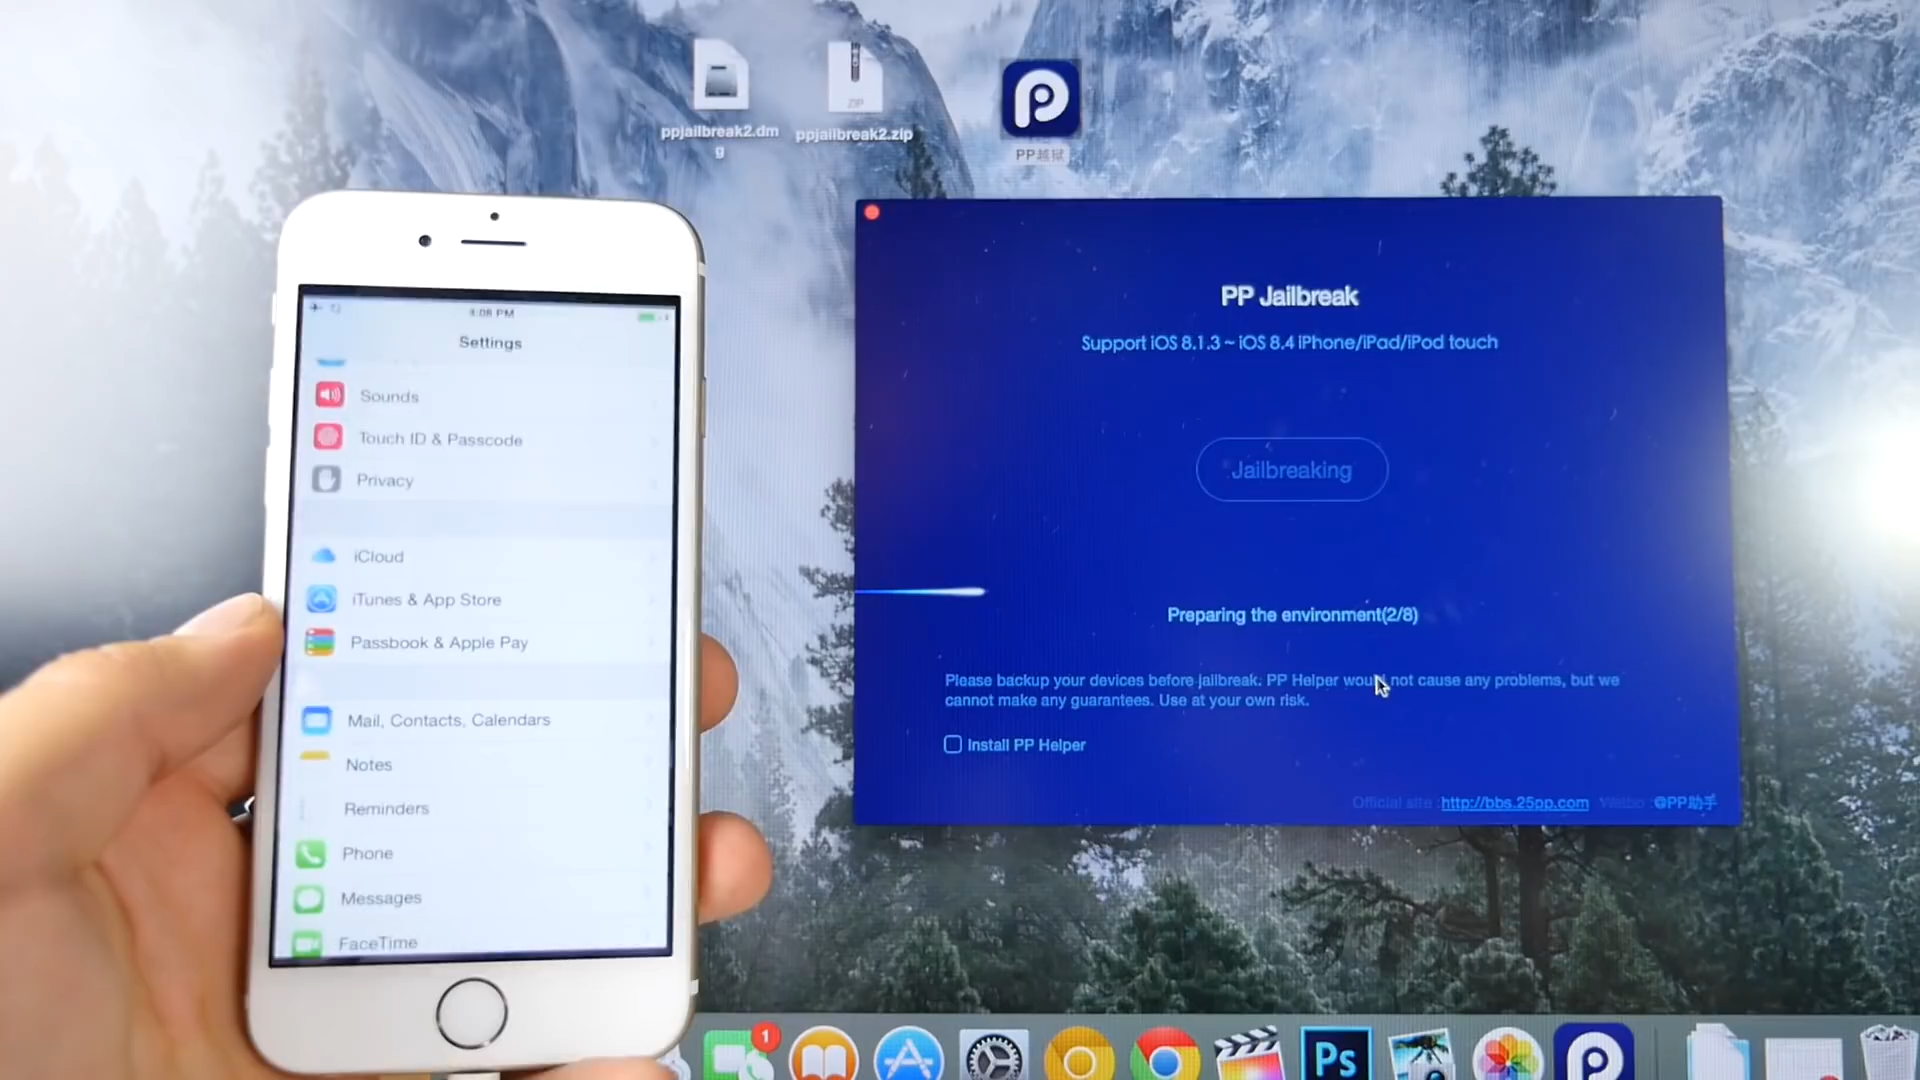 ppjailbreak2.dm
g
ppjailbreak2.zip
ZIP
PP越狱
PP Jailbreak
Support iOS 8.1.3 ~ iOS 8.4 iPhone/iPad/iPod touch
Jailbreaking
Preparing the environment(2/8)
Please backup your devices before jailbreak. PP Helper would not cause any problems, but we
cannot make any guarantees. Use at your own risk.
Install PP Helper
Official site :http://bbs.25pp.com Weibo :@PP助手
:08 PM
Settings
Sounds
Touch ID & Passcode
Privacy
iCloud
iTunes & App Store
Passbook & Apple Pay
Mail, Contacts, Calendars
Notes
Reminders
Phone
Messages
FaceTime
1
Ps